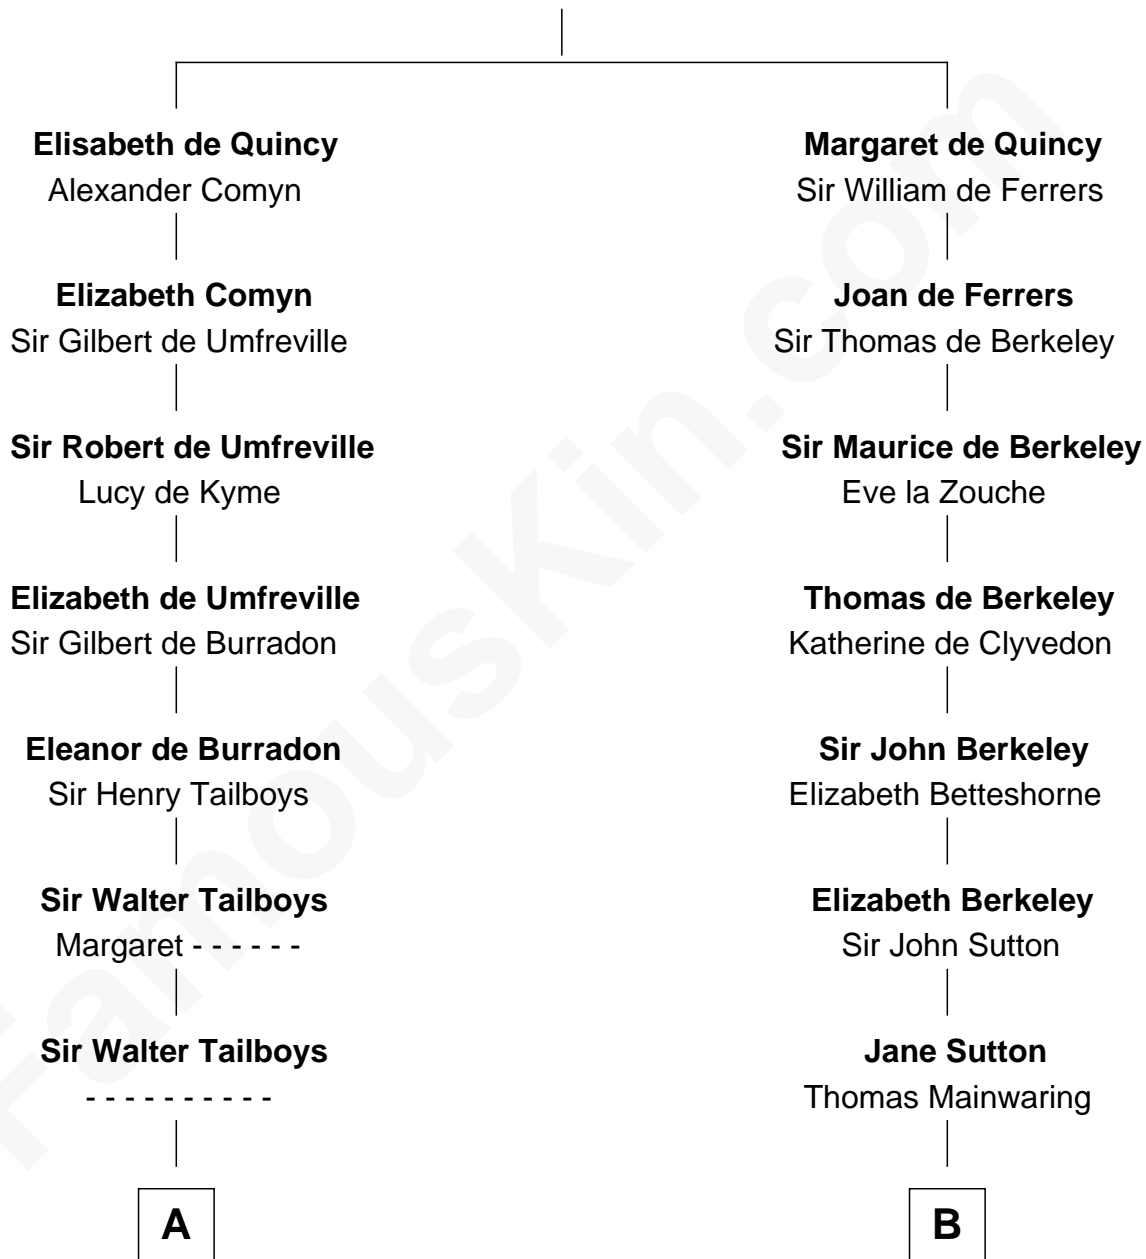 Elisabeth de Quincy
Alexander Comyn
Elizabeth Comyn
Sir Gilbert de Umfreville
Sir Robert de Umfreville
Lucy de Kyme
Elizabeth de Umfreville
Sir Gilbert de Burradon
Eleanor de Burradon
Sir Henry Tailboys
Sir Walter Tailboys
Margaret - - - - - -
Sir Walter Tailboys
- - - - - - - - - -
A
Margaret de Quincy
Sir William de Ferrers
Joan de Ferrers
Sir Thomas de Berkeley
Sir Maurice de Berkeley
Eve la Zouche
Thomas de Berkeley
Katherine de Clyvedon
Sir John Berkeley
Elizabeth Betteshorne
Elizabeth Berkeley
Sir John Sutton
Jane Sutton
Thomas Mainwaring
B
FamousKin.com